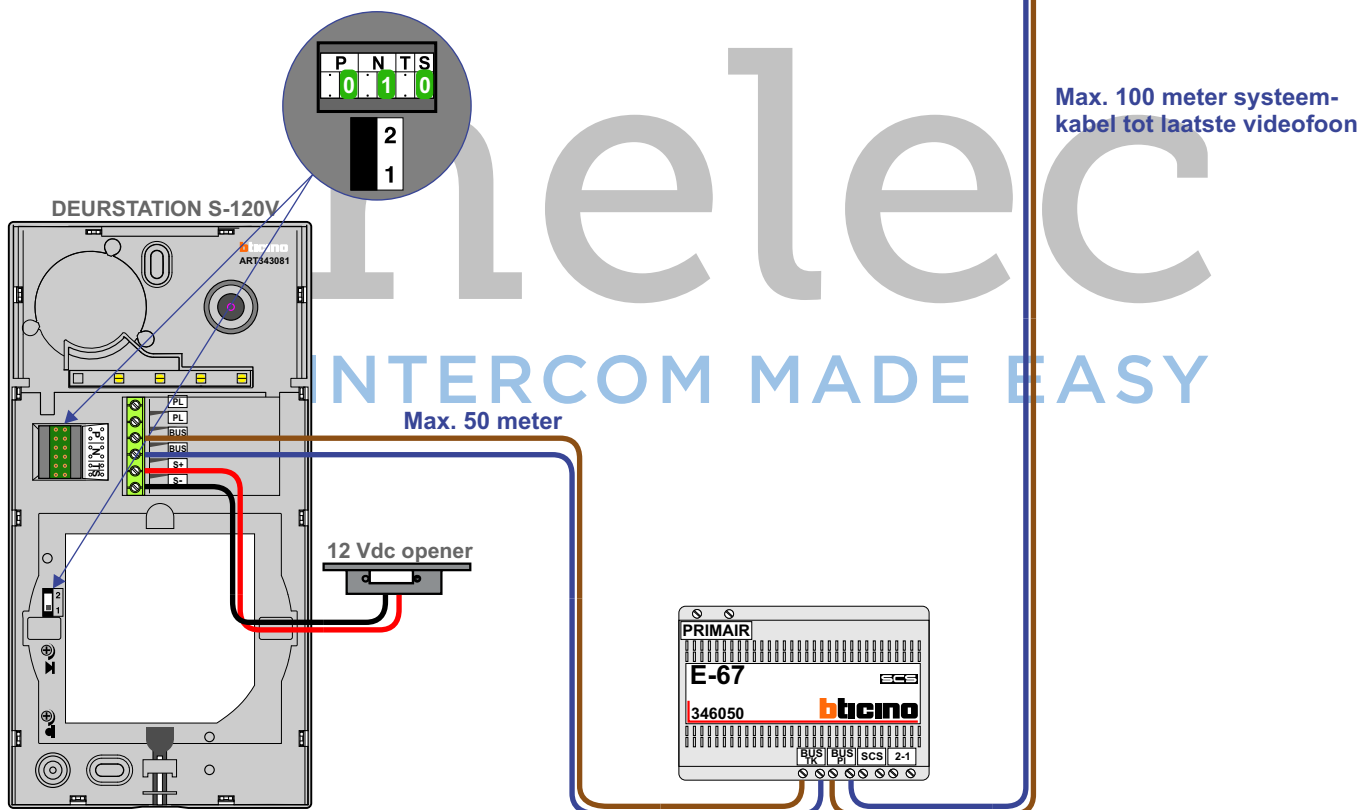 P N T S
0 1 0
2
1
Max. 100 meter systeem-
kabel tot laatste videofoon
nelec
INTERCOM MADE EASY
DEURSTATION S-120V
bticino
ART343081
PL
PL
BUS
BUS
S+
S-
P N T S
Max. 50 meter
2
1
12 Vdc opener
PRIMAIR
E-67
SCS
346050
bticino
BUS TK
BUS PI
SCS
2-1